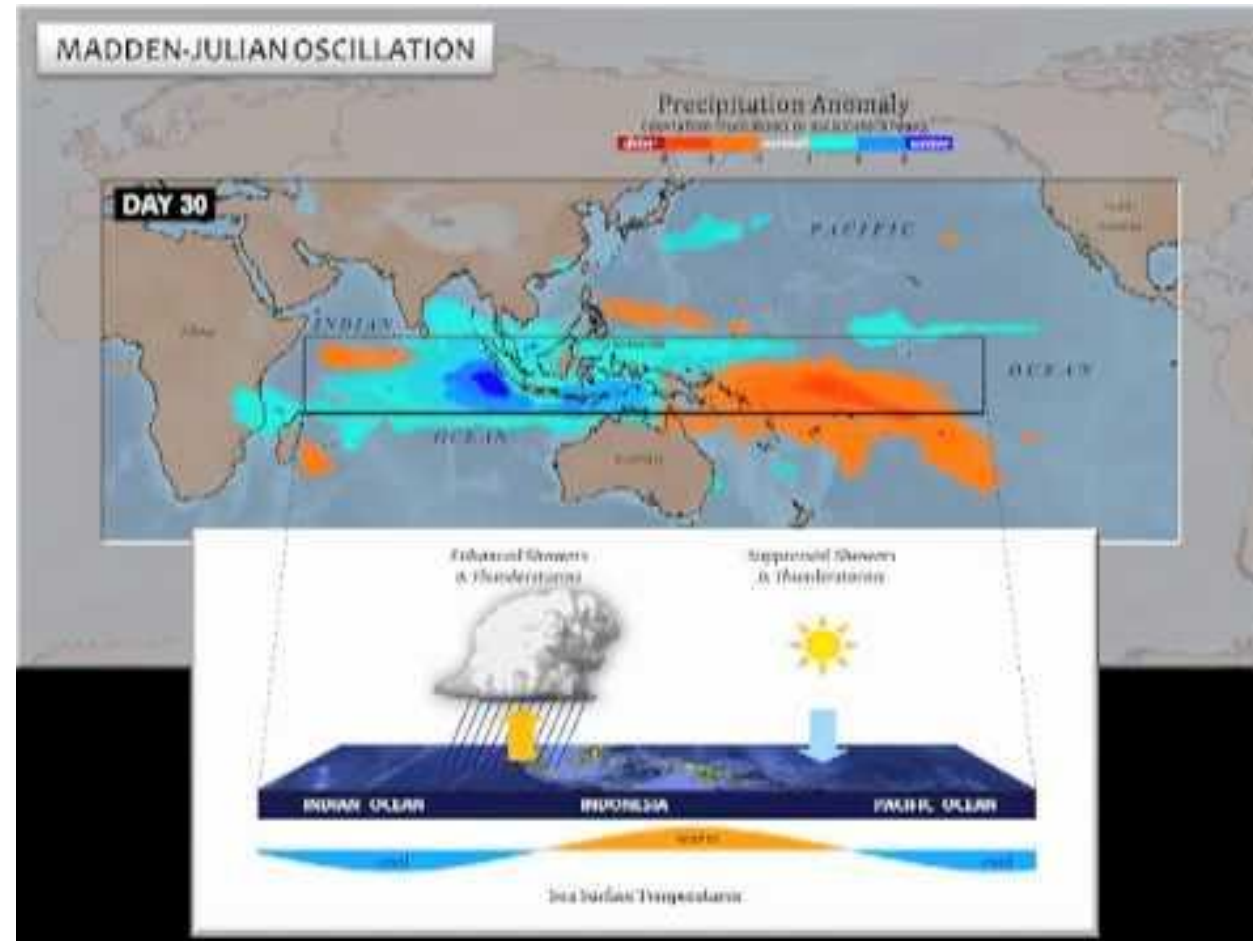 MADDEN-JULIAN OSCILLATION
Precipitation Anomaly
DAY 30
PACIFIC
INDIAN
OCEAN
OCEAN
Enhanced Showers
& Thunderstorms
Suppressed Showers
& Thunderstorms
INDIAN OCEAN
INDONESIA
PACIFIC OCEAN
warm
cool
cool
Sea Surface Temperatures